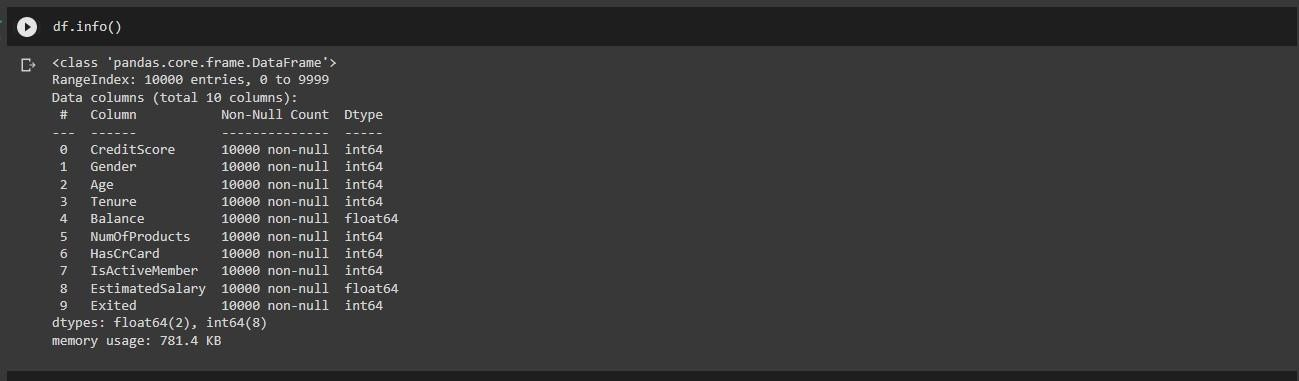 df.info()
<class 'pandas.core.frame.DataFrame'>
RangeIndex: 10000 entries, 0 to 9999
Data columns (total 10 columns):
 #   Column           Non-Null Count  Dtype
---  ------           --------------  -----
 0   CreditScore      10000 non-null  int64
 1   Gender           10000 non-null  int64
 2   Age              10000 non-null  int64
 3   Tenure           10000 non-null  int64
 4   Balance          10000 non-null  float64
 5   NumOfProducts    10000 non-null  int64
 6   HasCrCard        10000 non-null  int64
 7   IsActiveMember   10000 non-null  int64
 8   EstimatedSalary  10000 non-null  float64
 9   Exited           10000 non-null  int64
dtypes: float64(2), int64(8)
memory usage: 781.4 KB